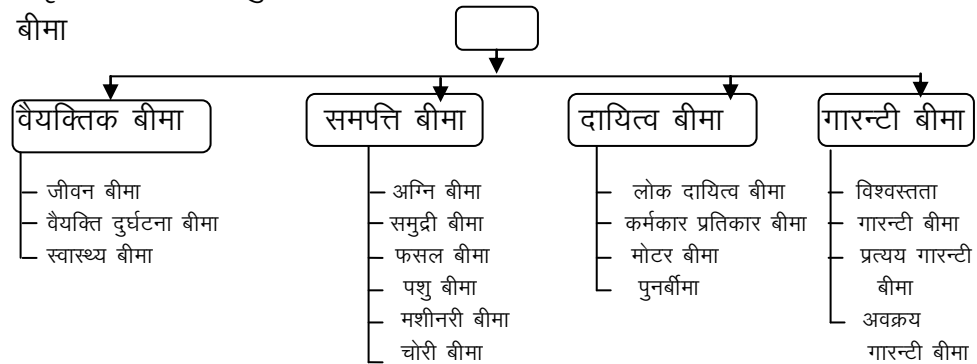 बीमा
वैयक्तिक बीमा
जीवन बीमा
वैयक्ति दुर्घटना बीमा
स्वास्थ्य बीमा
समपत्ति बीमा
अग्नि बीमा
समुद्री बीमा
फसल बीमा
पशु बीमा
मशीनरी बीमा
चोरी बीमा
दायित्व बीमा
लोक दायित्व बीमा
कर्मकार प्रतिकार बीमा
मोटर बीमा
पुनर्बीमा
गारन्टी बीमा
विश्वस्तता
गारन्टी बीमा
प्रत्यय गारन्टी
बीमा
अवक्रय
गारन्टी बीमा